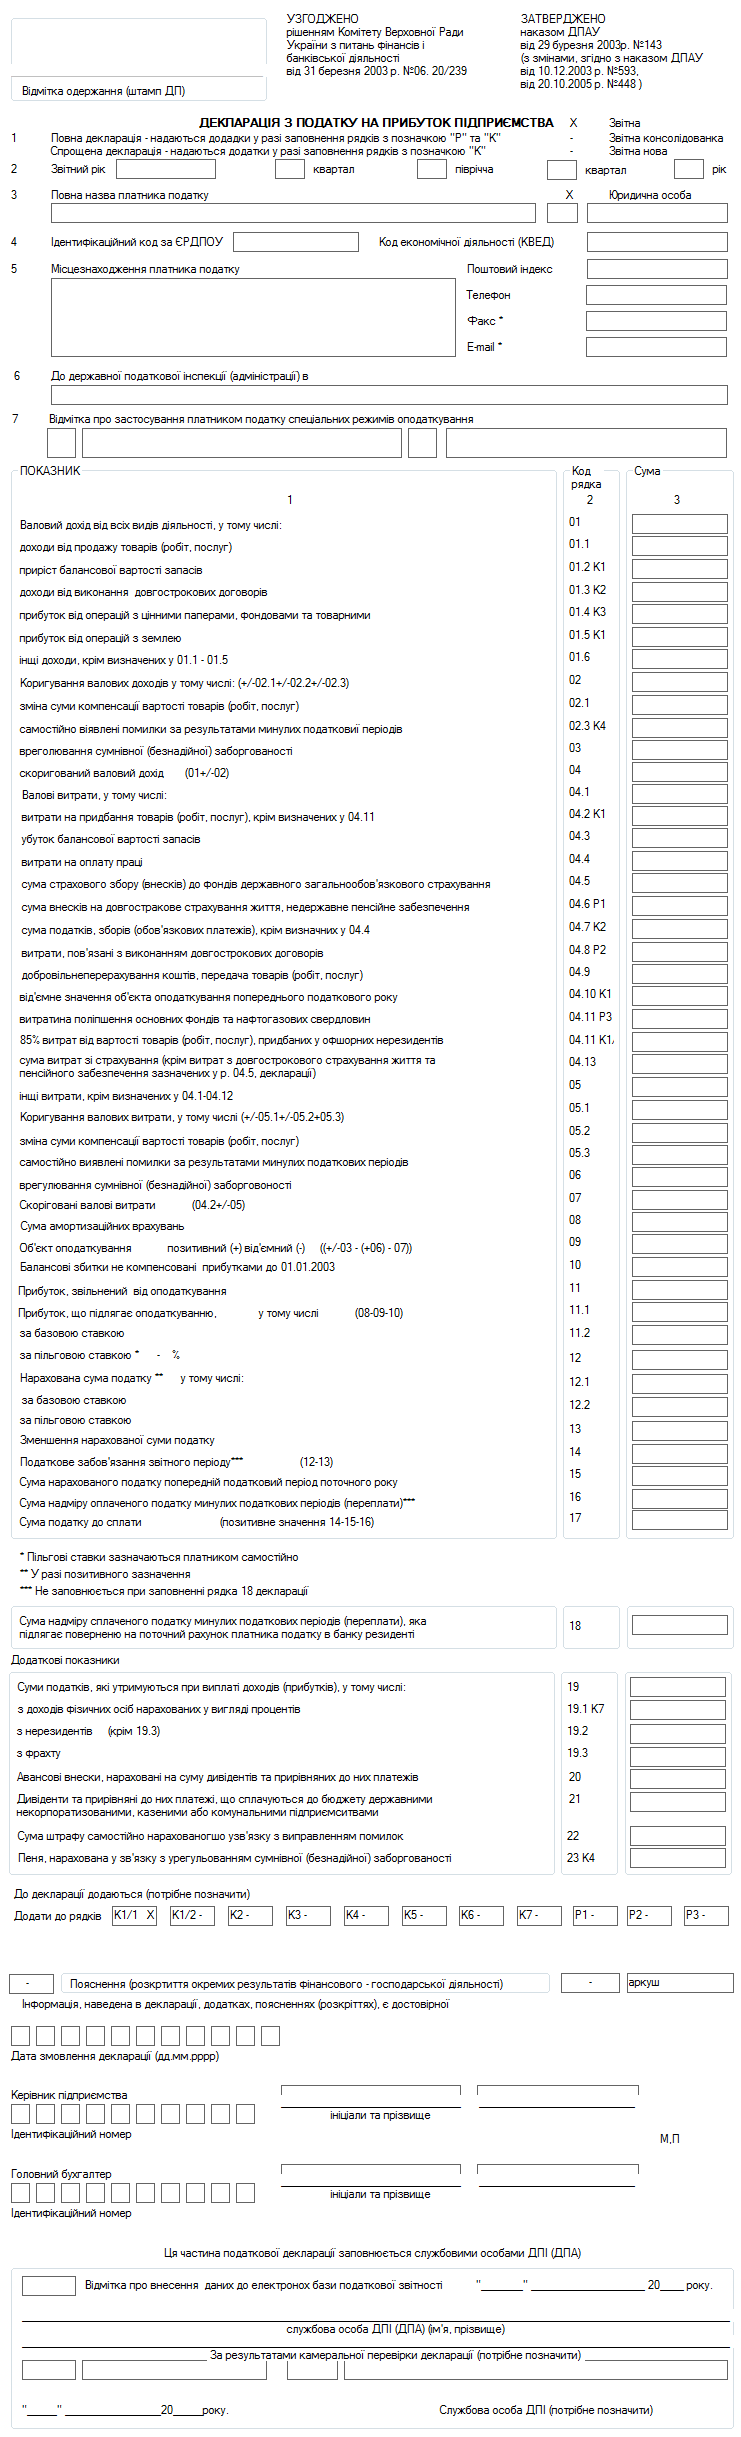 УЗГОДЖЕНО
рішенням Комітету Верховної Ради
України з питань фінансів і
банківської діяльності
від 31 березня 2003 р. №06. 20/239
ЗАТВЕРДЖЕНО
наказом ДПАУ
від 29 буреэня 2003р. №143
(з змінами, згідно з наказом ДПАУ
від 10.12.2003 р. №593,
від 20.10.2005 р. №448 )
Відмітка одержання (штамп ДП)
ДЕКЛАРАЦІЯ З ПОДАТКУ НА ПРИБУТОК ПІДПРИЄМСТВА X Звітна
1 Повна декларація - надаються дододки у разі заповнення рядків з позначкою "Р" та "К" - Звітна консолідованка
Спрощена декларація - надаються додотки у разі заповнення рядків з позначкою "К" - Звітна нова
2 Звітний рік квартал піврічча квартал рік
3 Повна назва платника податку X Юридична особа
4 Ідентифікаційний код за ЄРДПОУ Код економічної діяльності (КВЕД)
5 Місцезнаходження платника податку Поштовий індекс
Телефон
Факс *
E-mail *
6 До державної податкової інспекції (адміністрації) в
7 Відмітка про застосування платником податку спеціальних режимів оподаткування
ПОКАЗНИК Код рядка Сума
1 2 3
Валовий дохід від всіх видів діяльності, у тому числі: 01
доходи від продажу товарів (робіт, послуг) 01.1
приріст балансової вартості запасів 01.2 К1
доходи від виконання довгострокових договорів 01.3 К2
прибуток від операцій з цінними паперами, фондовами та товарними 01.4 К3
прибуток від операцій з землею 01.5 К1
інщі доходи, крім визначених у 01.1 - 01.5 01.6
Коригування валових доходів у тому числі: (+/-02.1+/-02.2+/-02.3) 02
зміна суми компенсації вартості товарів (робіт, послуг) 02.1
самостійно віявлені помилки за результатами минулих податковиї періодів 02.3 К4
вреголювання сумнівної (безнадійної) заборгованості 03
скоригований валовий дохід (01+/-02) 04
Валові витрати, у тому числі: 04.1
витрати на придбання товарів (робіт, послуг), крім визначених у 04.11 04.2 К1
убуток балансової вартості запасів 04.3
витрати на оплату праці 04.4
сума страхового збору (внесків) до фондів державного загальнообов'язкового страхування 04.5
сума внесків на довгостракове страхування життя, недержавне пенсійне забезпечення 04.6 Р1
сума податків, зборів (обов'язкових платежів), крім визначних у 04.4 04.7 К2
витрати, пов'язані з виконанням довгострокових договорів 04.8 Р2
добровільнеперерахування коштів, передача товарів (робіт, послуг) 04.9
від'ємне значення об'єкта оподаткування попереднього податкового року 04.10 К1
витратина поліпшення основних фондів та нафтогазових свердловин 04.11 Р3
85% витрат від вартості товарів (робіт, послуг), придбаних у офшорних нерезидентів 04.11 К1/
сума витрат зі страхування (крім витрат з довгострокового страхування життя та 04.13
пенсійного забезпечення зазначених у р. 04.5, декларації)
інщі витрати, крім визначених у 04.1-04.12 05
Коригування валових витрати, у тому числі (+/-05.1+/-05.2+05.3) 05.1
зміна суми компенсації вартості товарів (робіт, послуг) 05.2
самостійно виявлені помилки за результатами минулих податкових періодів 05.3
врегулювання сумнівної (безнадійної) заборговоності 06
Скоріговані валові витрати (04.2+/-05) 07
Сума амортизаційних врахувань 08
Об'єкт оподаткування позитивний (+) від'ємний (-) ((+/-03 - (+06) - 07)) 09
Балансові збитки не компенсовані прибутками до 01.01.2003 10
Прибуток, звільнений від оподаткування 11
Прибуток, що підлягає оподаткуванню, у тому числі (08-09-10) 11.1
за базовою ставкою 11.2
за пільговою ставкою * - % 12
Нарахована сума податку ** у тому числі: 12.1
за базовою ставкою 12.2
за пільговою ставкою
Зменшення нарахованої суми податку 13
Податкове забов'язання звітного періоду*** (12-13) 14
Сума нарахованого податку попередній податковий період поточного року 15
Сума надміру оплаченого податку минулих податкових періодів (переплати)*** 16
Сума податку до сплати (позитивне значення 14-15-16) 17
* Пільгові ставки зазначаються платником самостійно
** У разі позитивного зазначення
*** Не заповнюється при заповненні рядка 18 декларації
Сума надміру сплаченого податку минулих податкових періодів (переплати), яка 18
підлягає поверненю на поточний рахунок платника податку в банку резиденті
Додаткові показники
Суми податків, які утримуються при виплаті доходів (прибутків), у тому числі: 19
з доходів фізичних осіб нарахованих у вигляді процентів 19.1 К7
з нерезидентів (крім 19.3) 19.2
з фрахту 19.3
Авансові внески, нараховані на суму дивідентів та прирівняних до них платежів 20
Дивіденти та прирівняні до них платежі, що сплачуються до бюджету державними 21
некорпоратизованими, казеними або комунальними підприємситвами
Сума штрафу самостійно нарахованогшо узв'язку з виправленням помилок 22
Пеня, нарахована у зв'язку з урегульованням сумнівної (безнадійної) заборгованості 23 К4
До декларації додаються (потрібне позначити)
Додати до рядків К1/1 X К1/2 - К2 - К3 - К4 - К5 - К6 - К7 - Р1 - Р2 - Р3 -
- Пояснення (розкртиття окремих результатів фінансового - господарської діяльності) - аркуш
Інформація, наведена в декларації, додатках, поясненнях (розкріттях), є достовірної
Дата змовлення декларації (дд.мм.рррр)
Керівник підприємства
ініціали та прізвище
Ідентифікаційний номер
М,П
Головний бухгалтер
ініціали та прізвище
Ідентифікаційний номер
Ця частина податкової декларації заповнюється службовими особами ДПІ (ДПА)
Відмітка про внесення даних до електронох бази податкової звітності "_______" ___________________ 20____ року.
службова особа ДПІ (ДПА) (ім'я, прізвище)
За результатами камеральної перевірки декларації (потрібне позначити)
"_____" ________________20_____року. Службова особа ДПІ (потрібне позначити)